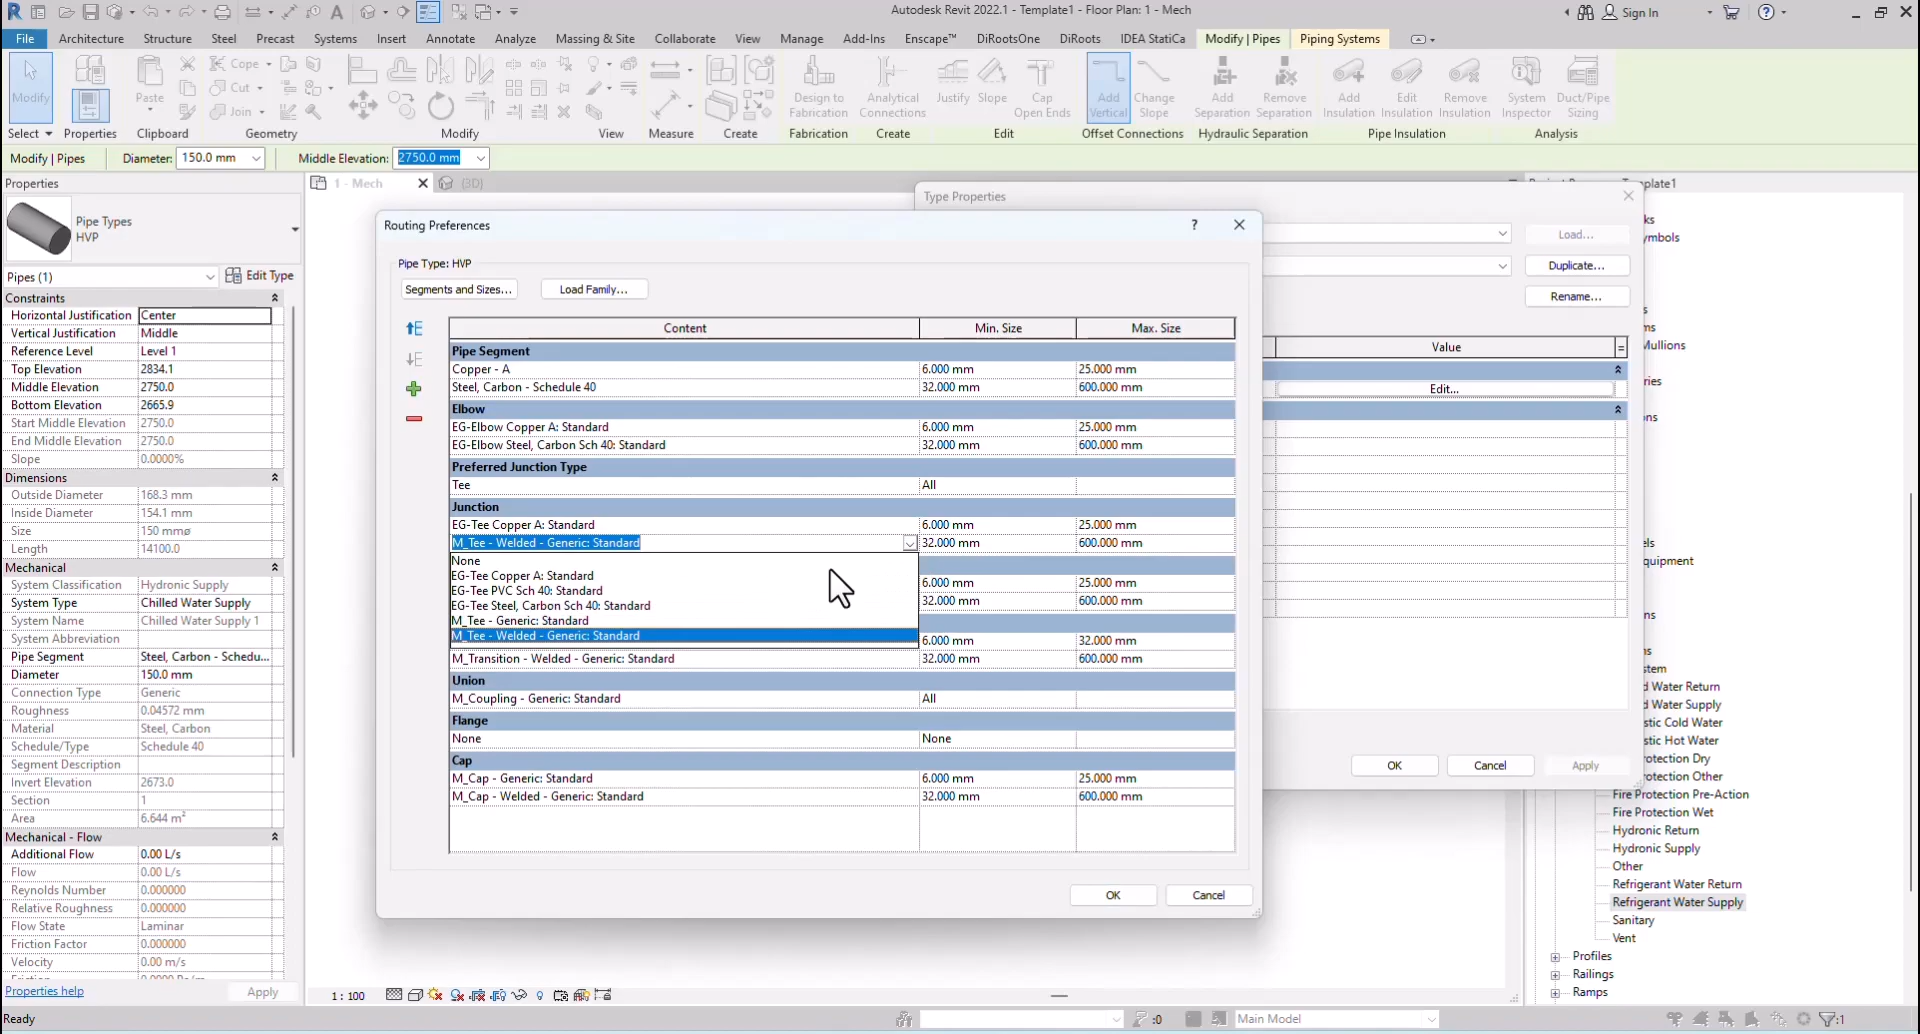 Autodesk Revit 2022.1 - Template1 - Floor Plan: 1 - Mech
Sign In
File Architecture Structure Steel Precast Systems Insert Annotate Analyze Massing & Site Collaborate View Manage Add-Ins Enscape™ DiRootsOne DiRoots IDEA StatiCa Modify | Pipes Piping Systems
Modify
Paste
Cope
Cut
Join
Design to Fabrication
Analytical Connections
Justify
Slope
Cap Open Ends
Add Vertical
Change Slope
Add Separation
Remove Separation
Add Insulation
Edit Insulation
Remove Insulation
System Inspector
Duct/Pipe Sizing
Select Properties Clipboard Geometry Modify View Measure Create Fabrication Create Edit Offset Connections Hydraulic Separation Pipe Insulation Analysis
Modify | Pipes Diameter: 150.0 mm Middle Elevation: 2750.0 mm
Properties
Pipe Types
HVP
Pipes (1) Edit Type
Constraints
Horizontal Justification Center
Vertical Justification Middle
Reference Level Level 1
Top Elevation 2834.1
Middle Elevation 2750.0
Bottom Elevation 2665.9
Start Middle Elevation 2750.0
End Middle Elevation 2750.0
Slope 0.0000%
Dimensions
Outside Diameter 168.3 mm
Inside Diameter 154.1 mm
Size 150 mmø
Length 14100.0
Mechanical
System Classification Hydronic Supply
System Type Chilled Water Supply
System Name Chilled Water Supply 1
System Abbreviation
Pipe Segment Steel, Carbon - Schedu...
Diameter 150.0 mm
Connection Type Generic
Roughness 0.04572 mm
Material Steel, Carbon
Schedule/Type Schedule 40
Segment Description
Invert Elevation 2673.0
Section 1
Area 6.644 m²
Mechanical - Flow
Additional Flow 0.00 L/s
Flow 0.00 L/s
Reynolds Number 0.000000
Relative Roughness 0.000000
Flow State Laminar
Friction Factor 0.000000
Velocity 0.00 m/s
Properties help Apply
1 - Mech
(3D)
Routing Preferences
Pipe Type: HVP
Segments and Sizes... Load Family...
Content Min. Size Max. Size
Pipe Segment
Copper - A 6.000 mm 25.000 mm
Steel, Carbon - Schedule 40 32.000 mm 600.000 mm
Elbow
EG-Elbow Copper A: Standard 6.000 mm 25.000 mm
EG-Elbow Steel, Carbon Sch 40: Standard 32.000 mm 600.000 mm
Preferred Junction Type
Tee All
Junction
EG-Tee Copper A: Standard 6.000 mm 25.000 mm
M_Tee - Welded - Generic: Standard 32.000 mm 600.000 mm
None
EG-Tee Copper A: Standard
EG-Tee PVC Sch 40: Standard
EG-Tee Steel, Carbon Sch 40: Standard
M_Tee - Generic: Standard
M_Tee - Welded - Generic: Standard
6.000 mm 25.000 mm
32.000 mm 600.000 mm
6.000 mm 32.000 mm
M_Transition - Welded - Generic: Standard 32.000 mm 600.000 mm
Union
M_Coupling - Generic: Standard All
Flange
None None
Cap
M_Cap - Generic: Standard 6.000 mm 25.000 mm
M_Cap - Welded - Generic: Standard 32.000 mm 600.000 mm
OK Cancel
Type Properties
Load...
Duplicate...
Rename...
Value
=
Edit...
OK Cancel Apply
Template1
ymbols
Mullions
equipment
Water Return
Water Supply
Cold Water
Hot Water
Dry
Other
Fire Protection Pre-Action
Fire Protection Wet
Hydronic Return
Hydronic Supply
Other
Refrigerant Water Return
Refrigerant Water Supply
Sanitary
Vent
Profiles
Railings
Ramps
1 : 100
Ready
:0
Main Model
:1